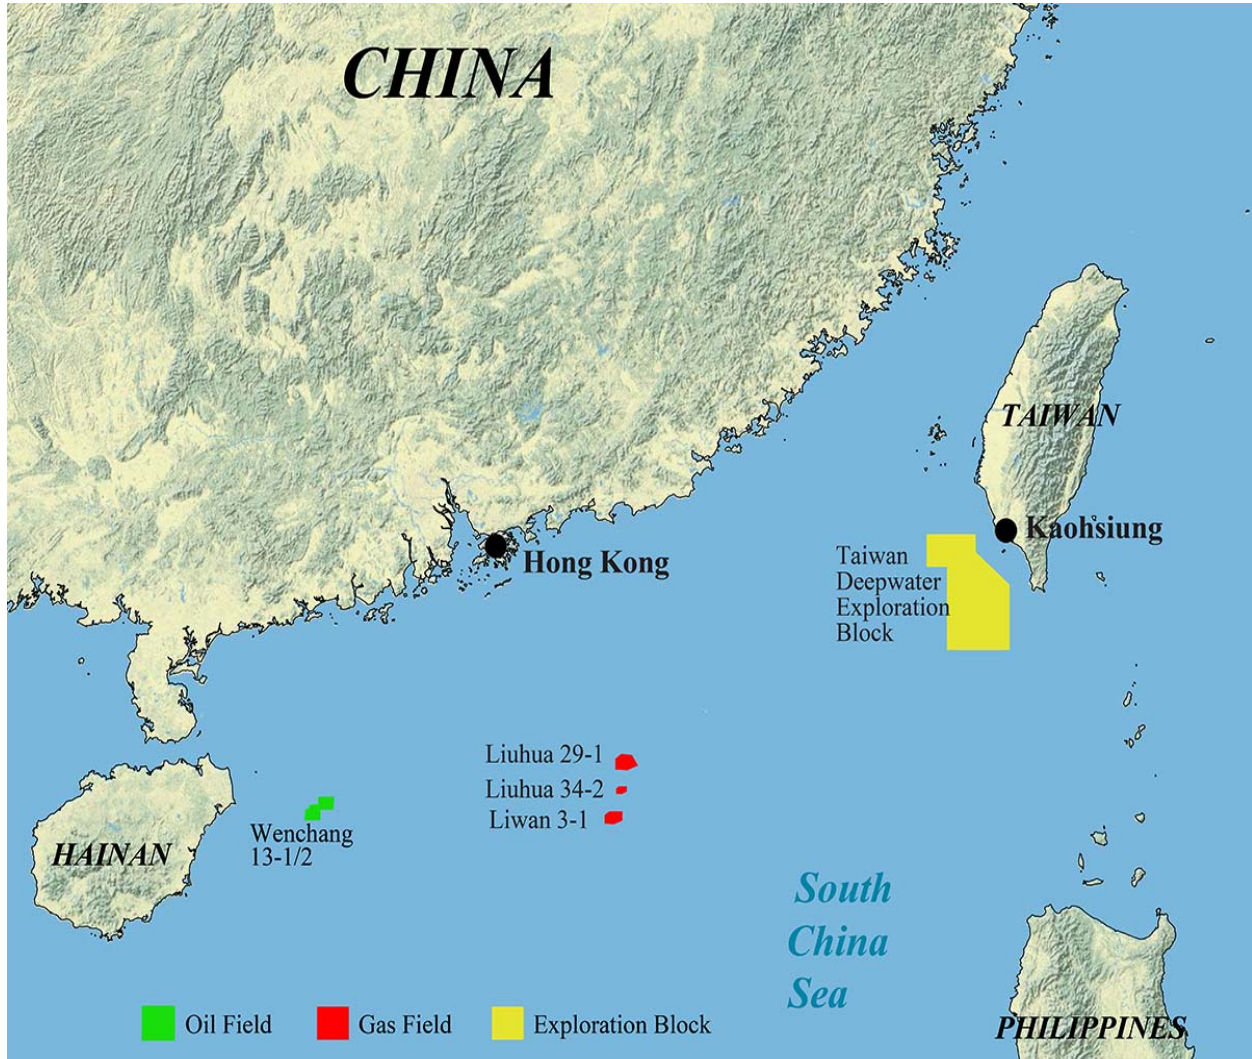 CHINA
TAIWAN
Kaohsiung
Hong Kong
Taiwan
Deepwater
Exploration
Block
Liuhua 29-1
Liuhua 34-2
Liwan 3-1
Wenchang
13-1/2
HAINAN
South
China
Sea
PHILIPPINES
Oil Field
Gas Field
Exploration Block